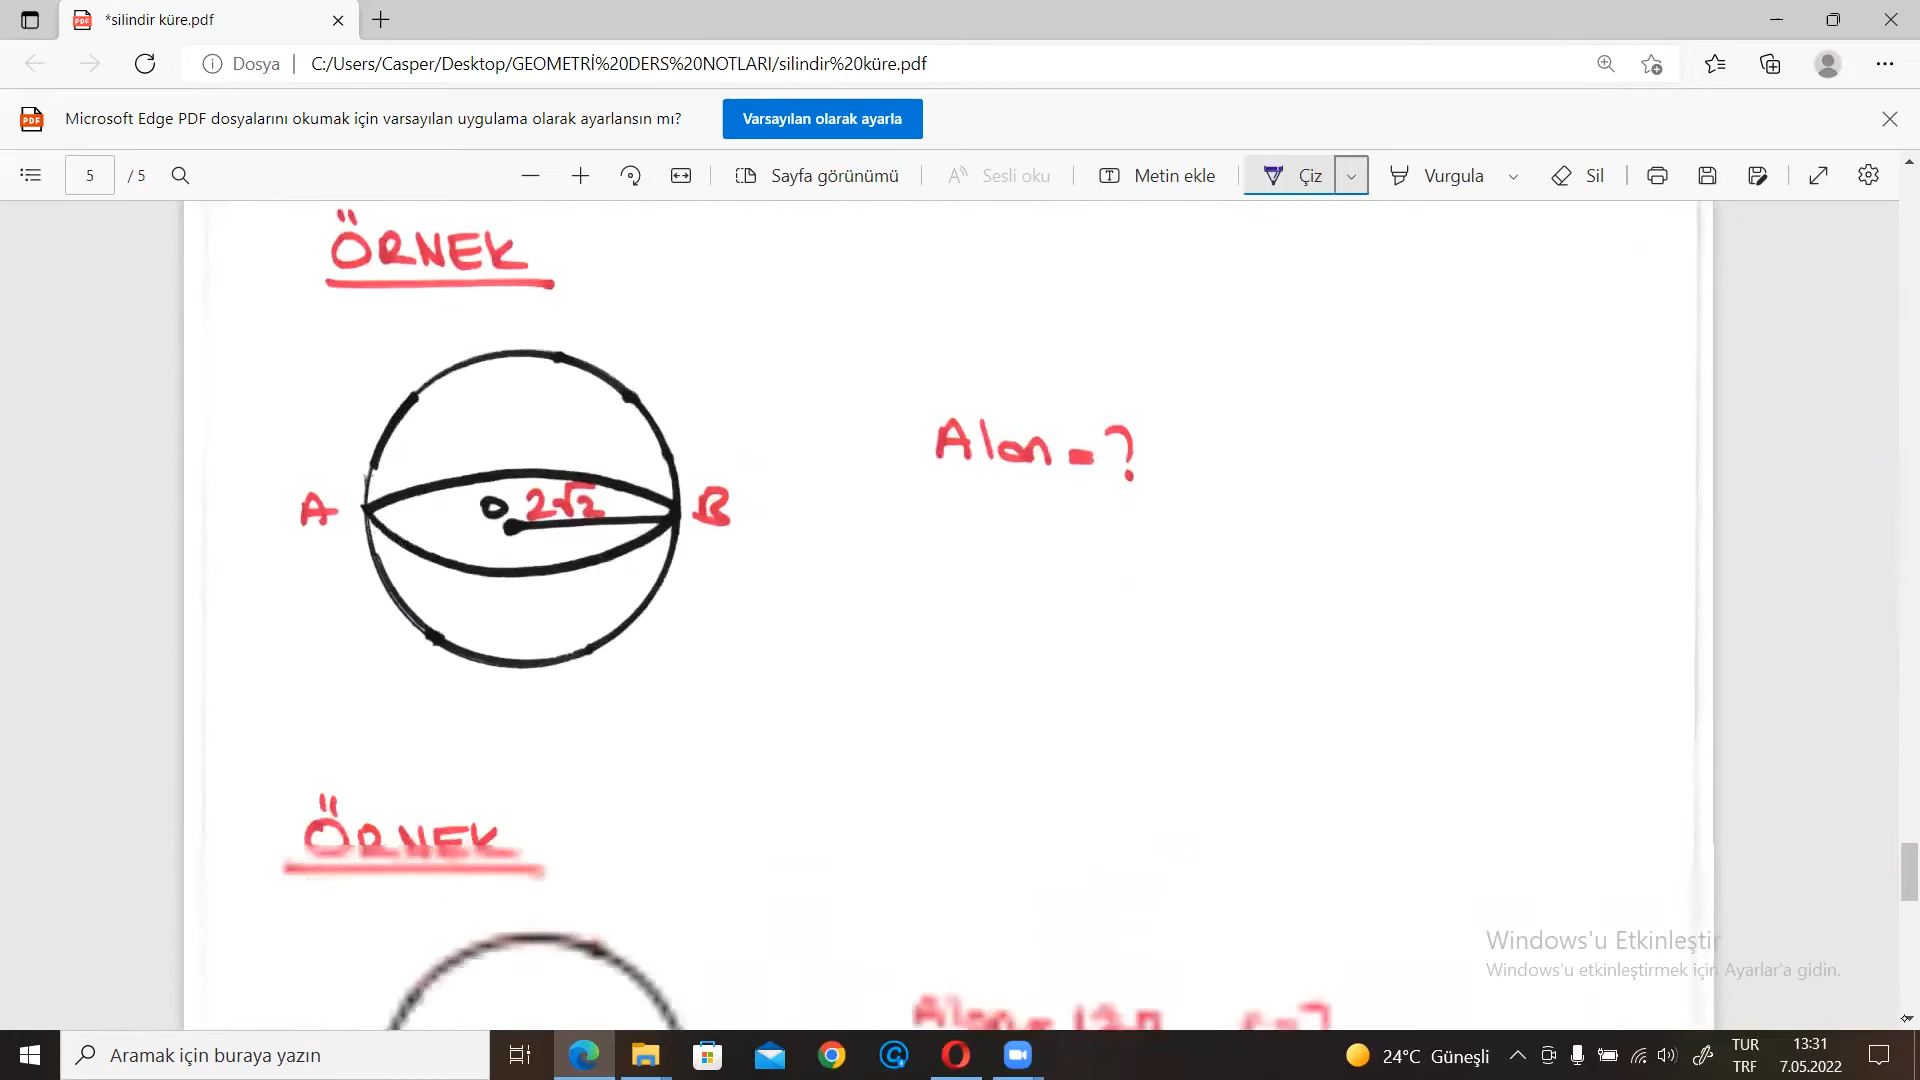 *silindir küre.pdf
Dosya C:/Users/Casper/Desktop/GEOMETRİ%20DERS%20NOTLARI/silindir%20küre.pdf
Microsoft Edge PDF dosyalarını okumak için varsayılan uygulama olarak ayarlansın mı? Varsayılan olarak ayarla
5 / 5 Sayfa görünümü Sesli oku Metin ekle Çiz Vurgula Sil
ÖRNEK
Alan = ?
A O 2√2 B
ÖRNEK
Windows'u Etkinleştir
Windows'u etkinleştirmek için Ayarlar'a gidin.
Alan =
Aramak için buraya yazın
24°C Güneşli
TUR
TRF
13:31
7.05.2022